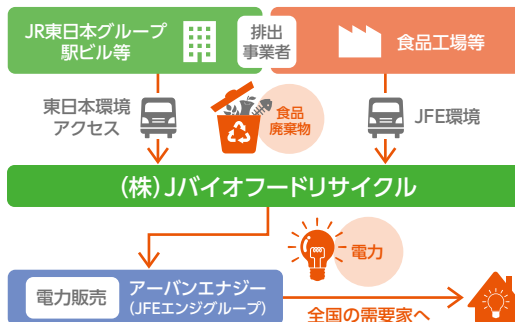 JR東日本グループ
駅ビル等
排出
事業者
食品工場等
東日本環境
アクセス
食品
廃棄物
JFE環境
(株)Jバイオフードリサイクル
電力
電力販売
アーバンエナジー
(JFEエンジグループ)
全国の需要家へ